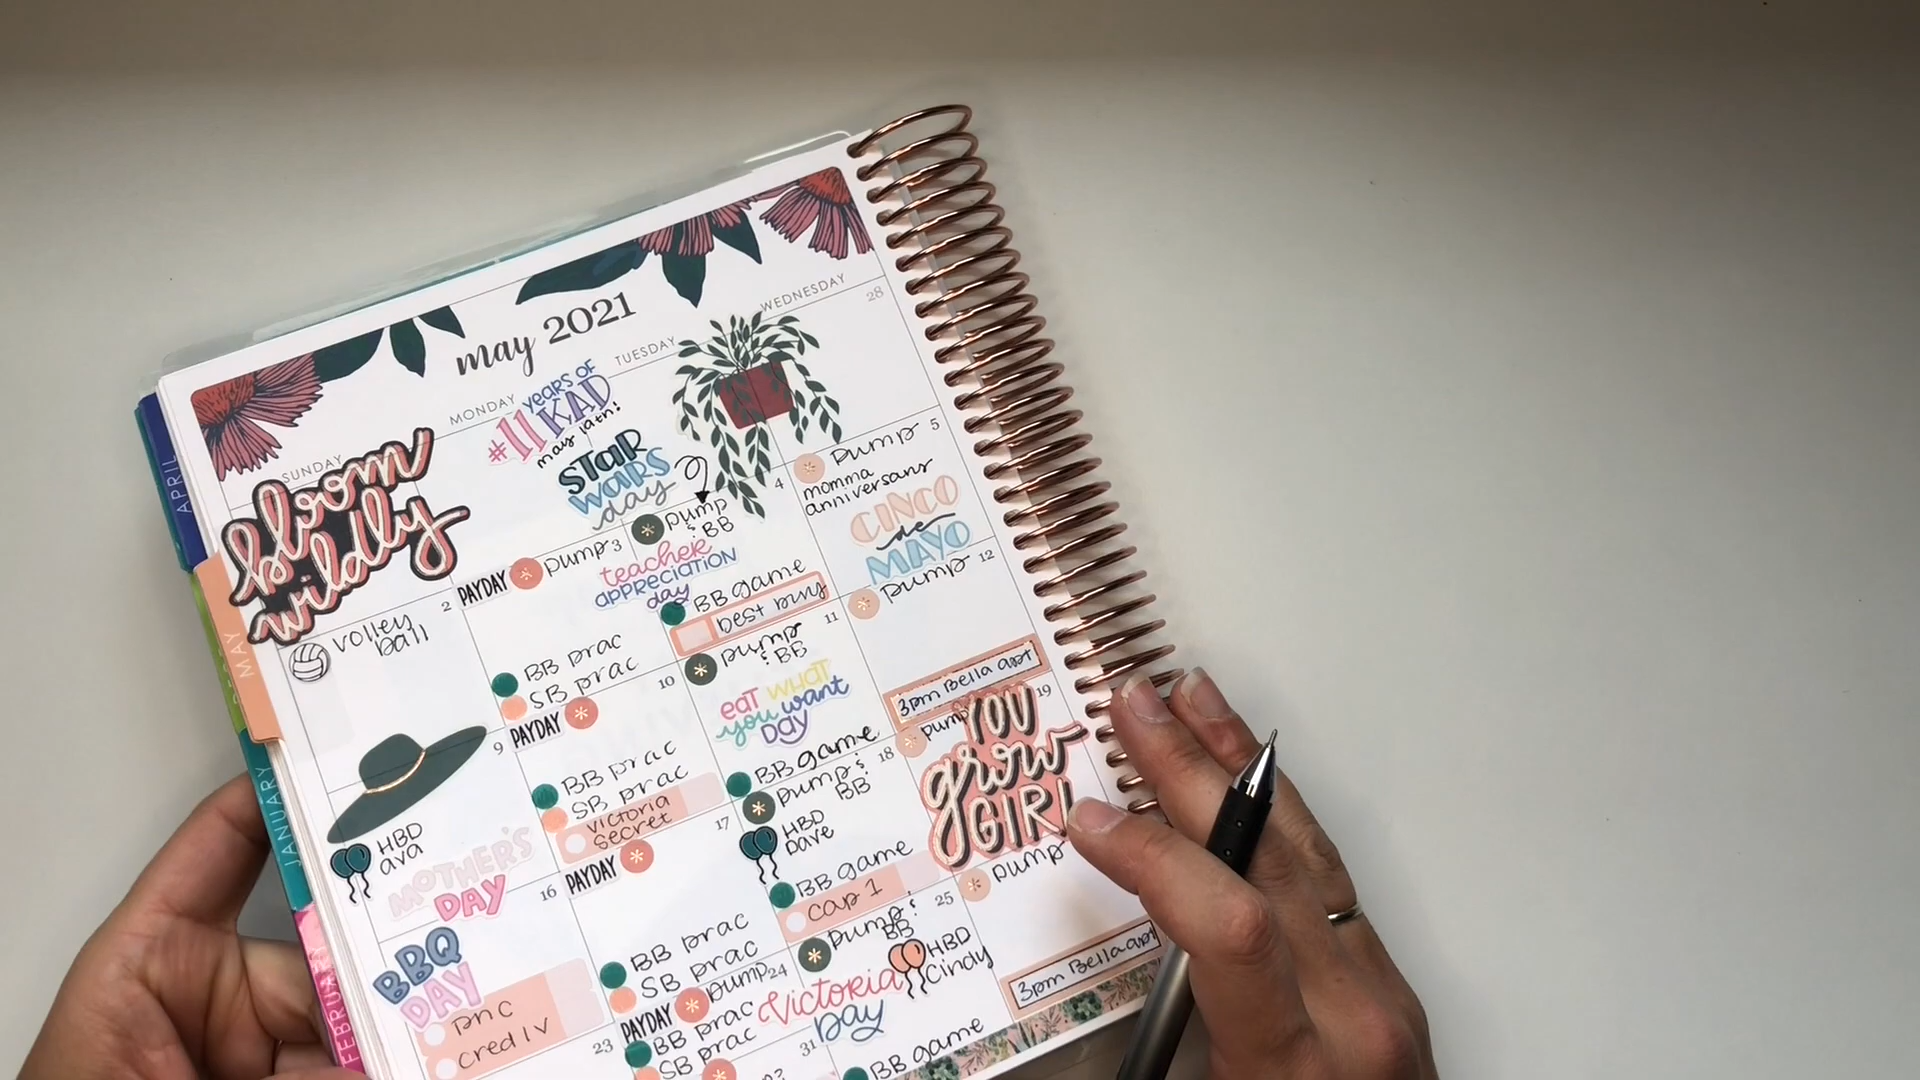 may 2021
SUNDAY
MONDAY
TUESDAY
WEDNESDAY
28
bloom
wildly
#11 years of
KAD
may 19th!
STAR
wars
day
2
volley
ball
PAYDAY
pump
3
BB prac
SB prac
pump
& BB
4
teacher
APPRECIATION
day
BB game
best buy
pump
5
momma
anniversary
CINCO
de
MAYO
9
HBD
ava
MOTHER'S
DAY
PAYDAY
10
BB prac
SB prac
victoria
secret
pump
& BB
11
eat WHAT
you want
DAY
BB game
pump
12
3pm Bella apt
16
BBQ
DAY
pnc
cred iv
PAYDAY
17
BB prac
SB prac
pump &
BB
18
HBD
Dave
BB game
cap 1
pump
19
YOU
grow
GIRL
23
PAYDAY
pump
24
BB prac
SB prac
pump &
BB
25
HBD
Cindy
Victoria
Day
BB game
pump
3pm Bella apt
31
APRIL
MAY
JANUARY
FEBRUARY